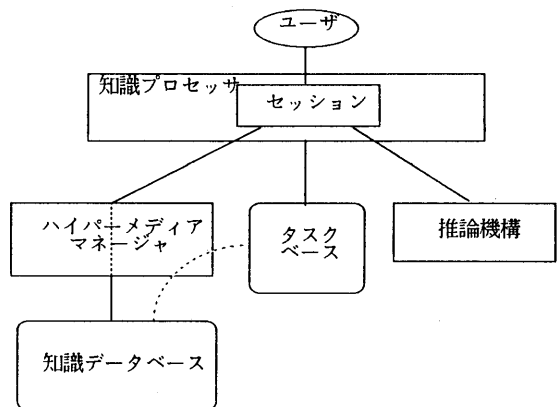 ユーザ
知識プロセッサ
セッション
ハイパーメディア
マネージャ
タスク
ベース
推論機構
知識データベース